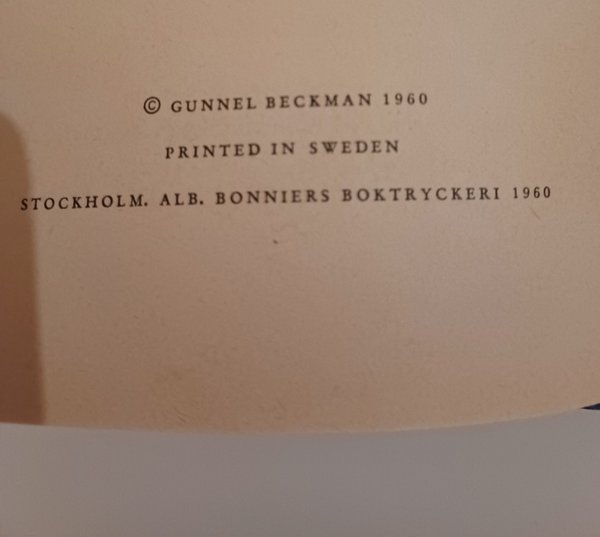 © GUNNEL BECKMAN 1960
PRINTED IN SWEDEN
STOCKHOLM. ALB. BONNIERS BOKTRYCKERI 1960